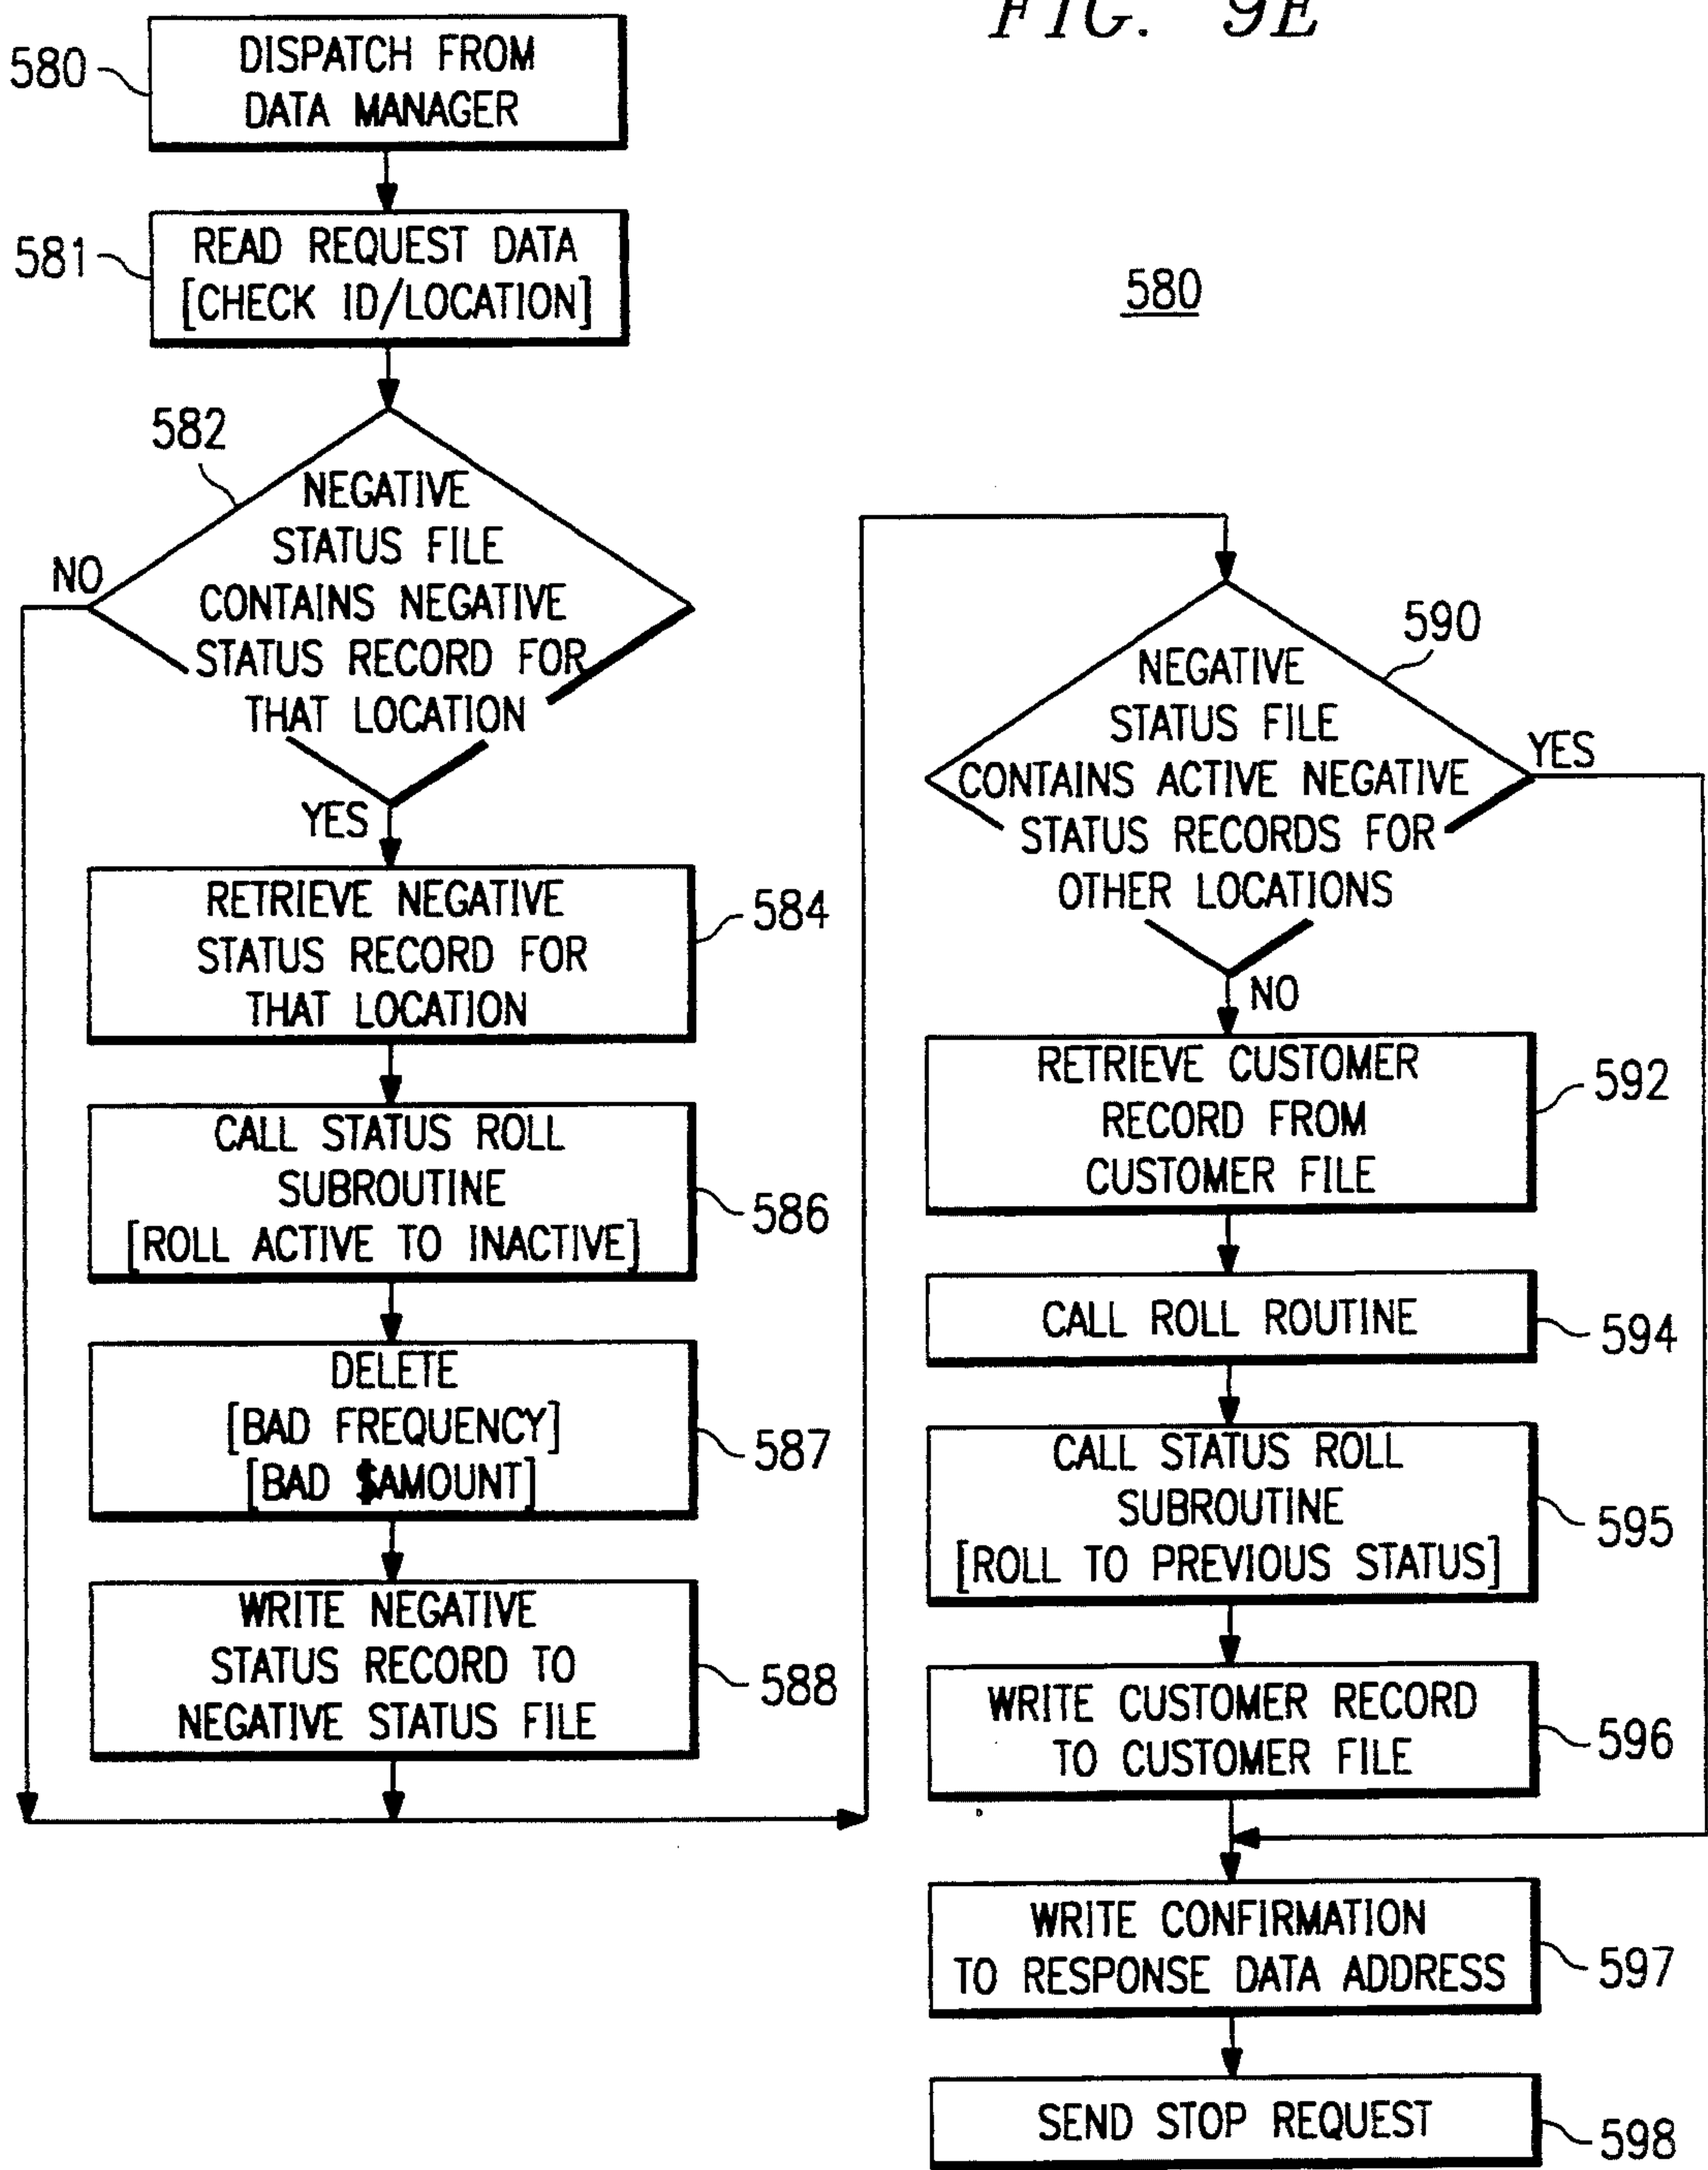 FIG. 9E
580
DISPATCH FROM
DATA MANAGER
581
READ REQUEST DATA
[CHECK ID/LOCATION]
580
582
NEGATIVE
STATUS FILE
CONTAINS NEGATIVE
STATUS RECORD FOR
THAT LOCATION
NO
YES
RETRIEVE NEGATIVE
STATUS RECORD FOR
THAT LOCATION
584
CALL STATUS ROLL
SUBROUTINE
[ROLL ACTIVE TO INACTIVE]
586
DELETE
[BAD FREQUENCY]
[BAD $AMOUNT]
587
WRITE NEGATIVE
STATUS RECORD TO
NEGATIVE STATUS FILE
588
590
NEGATIVE
STATUS FILE
CONTAINS ACTIVE NEGATIVE
STATUS RECORDS FOR
OTHER LOCATIONS
YES
NO
RETRIEVE CUSTOMER
RECORD FROM
CUSTOMER FILE
592
CALL ROLL ROUTINE
594
CALL STATUS ROLL
SUBROUTINE
[ROLL TO PREVIOUS STATUS]
595
WRITE CUSTOMER RECORD
TO CUSTOMER FILE
596
WRITE CONFIRMATION
TO RESPONSE DATA ADDRESS
597
SEND STOP REQUEST
598